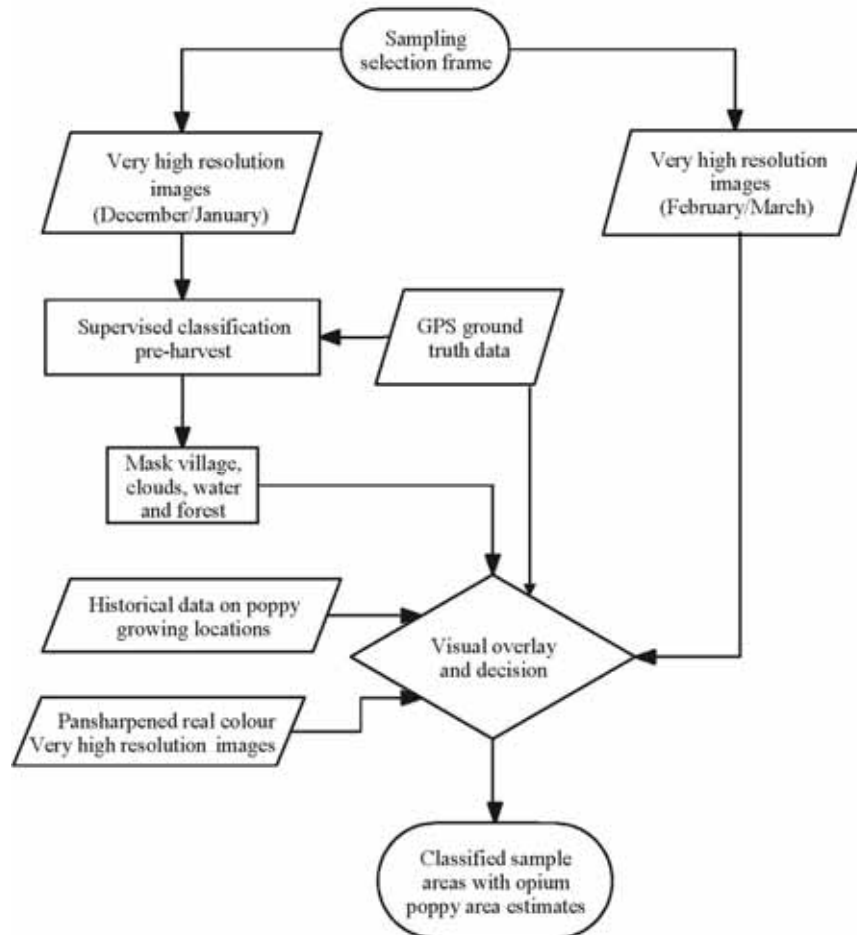 Sampling
selection frame
Very high resolution
images
(December/January)
Very high resolution
images
(February/March)
Supervised classification
pre-harvest
GPS ground
truth data
Mask village,
clouds, water
and forest
Historical data on poppy
growing locations
Visual overlay
and decision
Pansharpened real colour
Very high resolution images
Classified sample
areas with opium
poppy area estimates